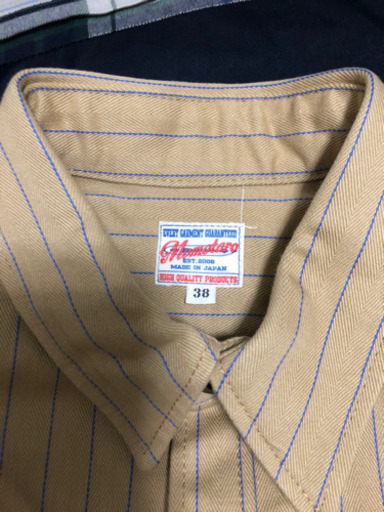 EVERY GARMENT GUARANTEED
Momotaro
EST. 2006
MADE IN JAPAN
HIGH QUALITY PRODUCTS.
38